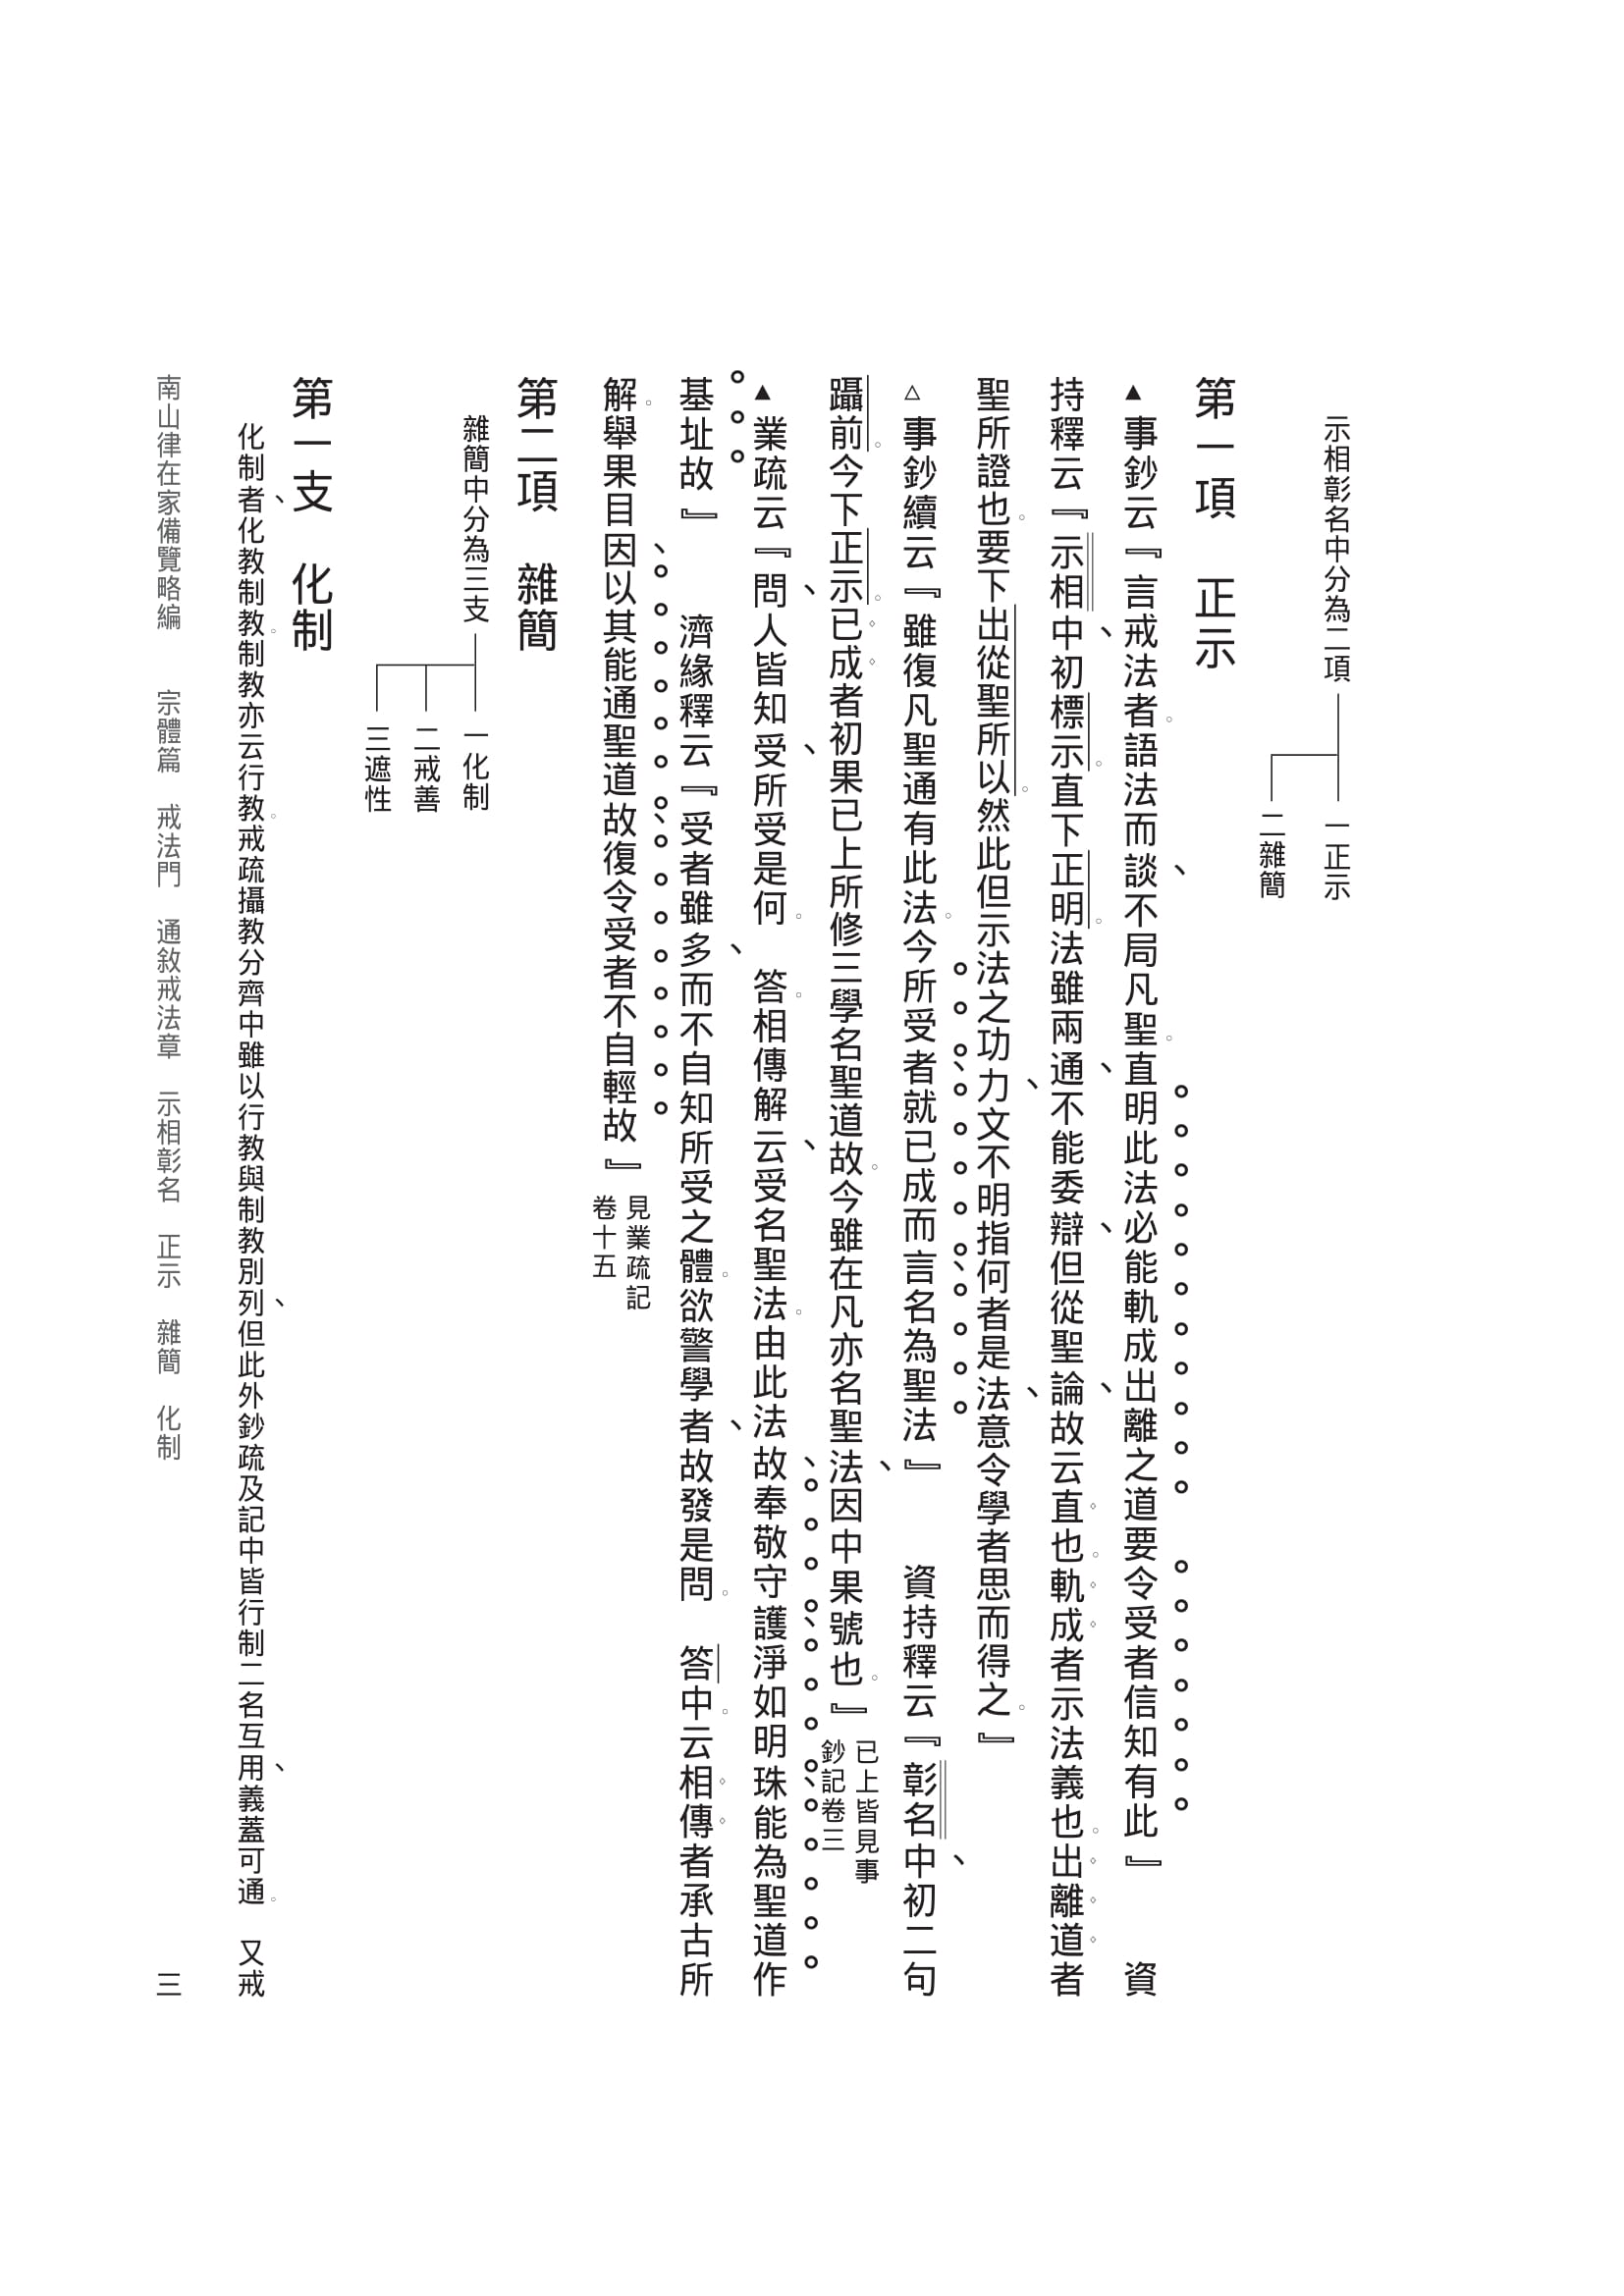 示相彰名中分為二項
一正示
二雜簡
第一項　正示
▲事鈔云『言戒法者。語法而談、不局凡聖。直明此法必能軌成出離之道要令受者信知有此』　　資
持釋云『示相中、初標示。直下正明。法雖兩通、不能委辯、但從聖論、故云直也。軌成者示法義也。出離道者
聖所證也。要下出從聖所以。然此但示法之功力、文不明指何者是法、意令學者思而得之。』
△事鈔續云『雖復凡聖通有此法。今所受者、就已成而言、名為聖法』　　資持釋云『彰名中、初二句
躡前。今下正示。已成者初果已上所修三學名聖道故。今雖在凡亦名聖法、因中果號也。』已上皆見事
鈔記卷三
▲業疏云『問、人皆知受、所受是何。　答。相傳解云、受名聖法。由此法故、奉敬守護、淨如明珠、能為聖道作
基址故』　　濟緣釋云『受者雖多、而不自知所受之體。欲警學者、故發是問。　答中。云相傳者承古所
解。舉果目因、以其能通聖道故、復令受者不自輕故』見業疏記
卷十五
第二項　雜簡
雜簡中分為三支
一化制
二戒善
三遮性
第一支　化制
化制者、化教制教。制教亦云行教。戒疏攝教分齊中雖以行教與制教別列、但此外鈔疏及記中皆行制二名互用、義蓋可通。　又戒
南山律在家備覽略編　　宗體篇　戒法門　通敘戒法章　示相彰名　正示　雜簡　化制
三